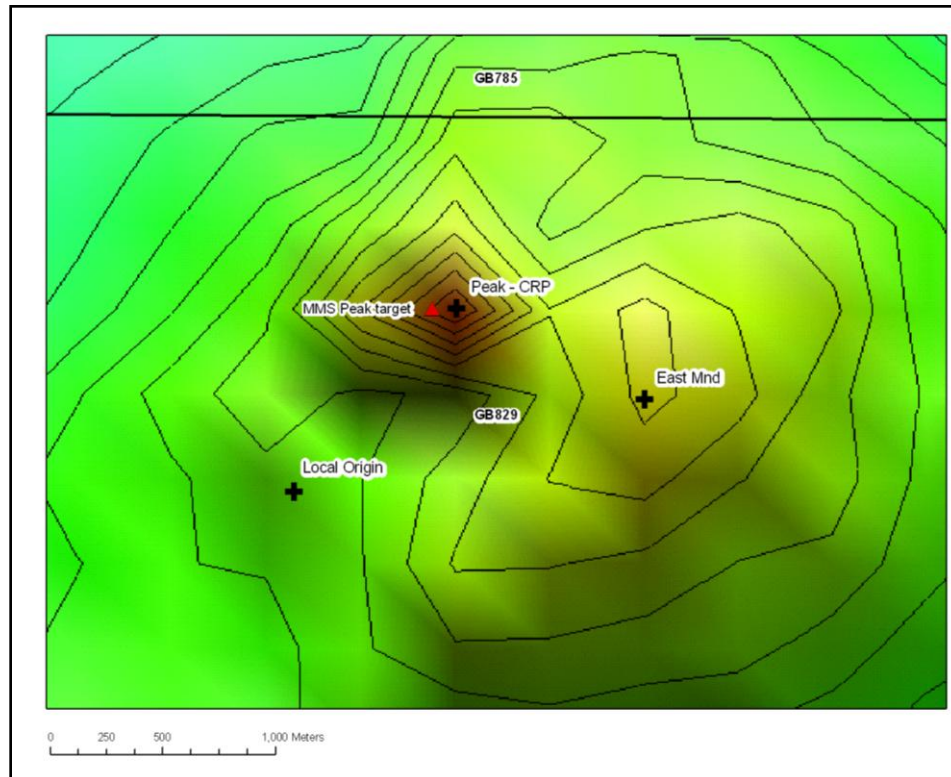 GB785
Peak - CRP
MMS Peak target
East Mnd
GB829
Local Origin
0 250 500 1,000 Meters